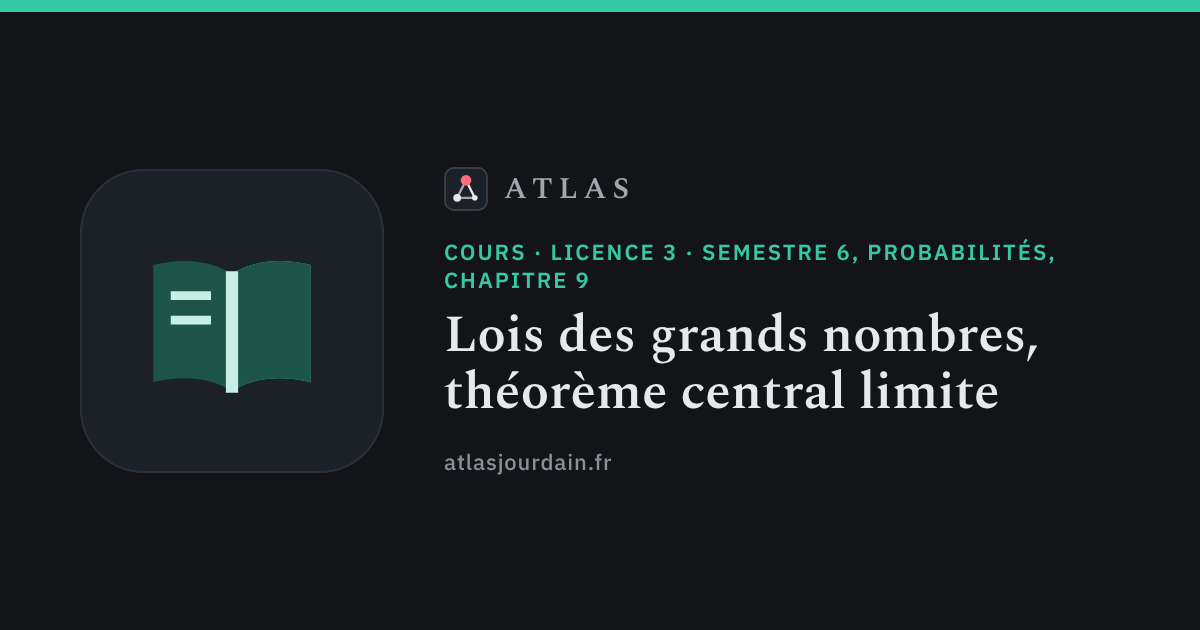 ATLAS
COURS · LICENCE 3 · SEMESTRE 6, PROBABILITÉS,
CHAPITRE 9
Lois des grands nombres,
théorème central limite
atlasjourdain.fr